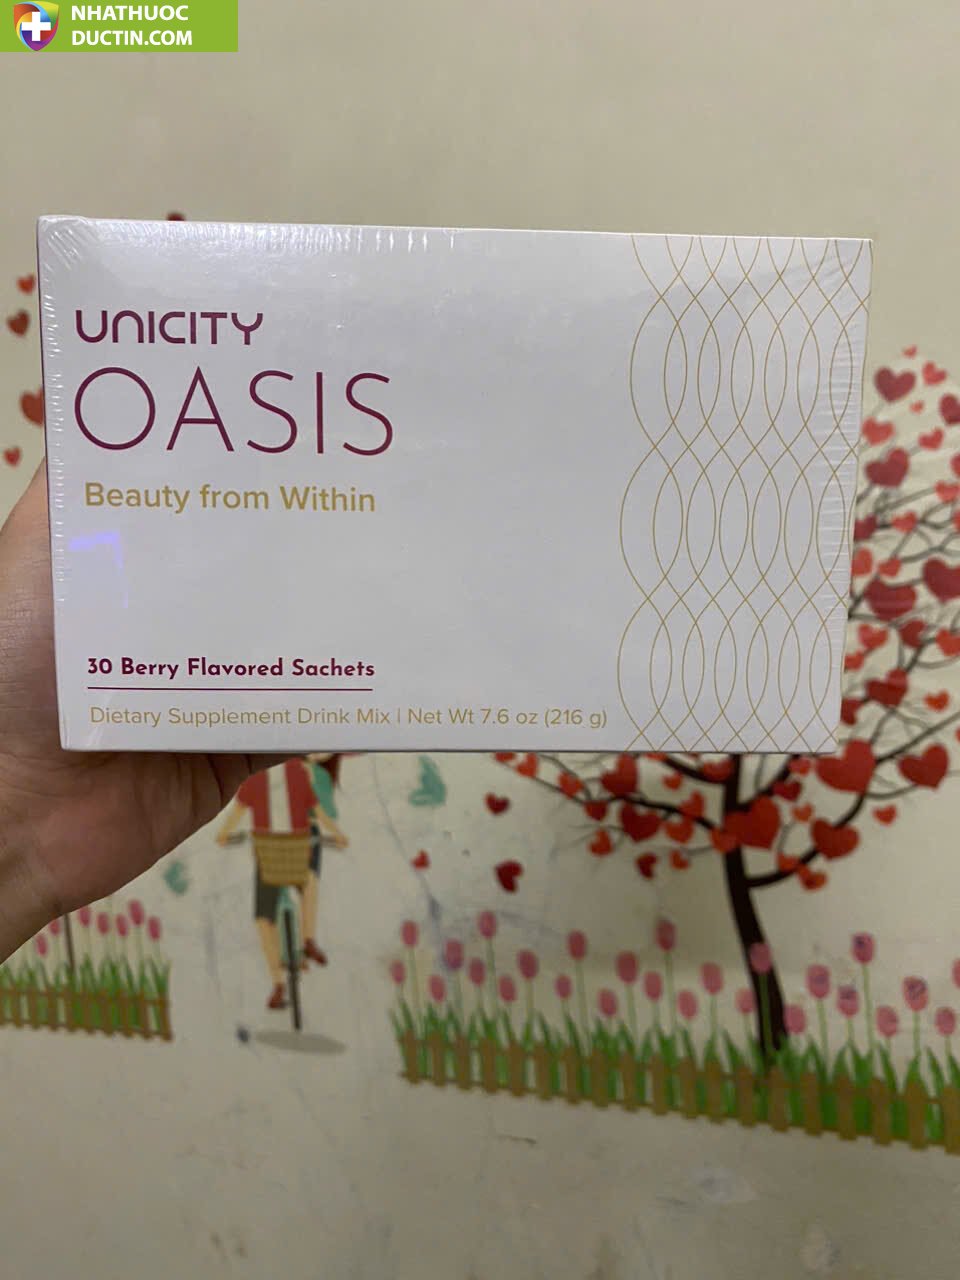 NHATHUOC
DUCTIN.COM
UNICITY
OASIS
Beauty from Within
30 Berry Flavored Sachets
Dietary Supplement Drink Mix | Net Wt 7.6 oz (216 g)